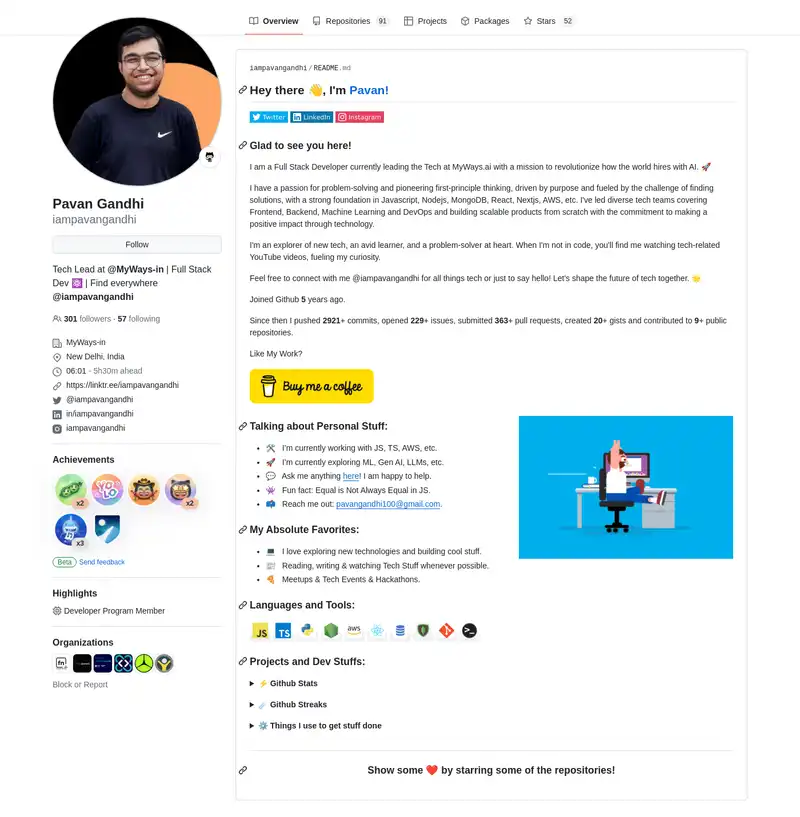 Overview
Repositories 91
Projects
Packages
Stars 52
Pavan Gandhi
iampavangandhi
Follow
Tech Lead at @MyWays-in | Full Stack
Dev ⚛️ | Find everywhere
@iampavangandhi
301 followers · 57 following
MyWays-in
New Delhi, India
06:01 - 5h30m ahead
https://linktr.ee/iampavangandhi
@iampavangandhi
in/iampavangandhi
iampavangandhi
Achievements
YOLO
x2
x2
x3
Beta Send feedback
Highlights
Developer Program Member
Organizations
Block or Report
iampavangandhi/README.md
Hey there 👋, I'm Pavan!
Twitter LinkedIn Instagram
Glad to see you here!
I am a Full Stack Developer currently leading the Tech at MyWays.ai with a mission to revolutionize how the world hires with AI. 🚀
I have a passion for problem-solving and pioneering first-principle thinking, driven by purpose and fueled by the challenge of finding
solutions, with a strong foundation in Javascript, Nodejs, MongoDB, React, Nextjs, AWS, etc. I've led diverse tech teams covering
Frontend, Backend, Machine Learning and DevOps and building scalable products from scratch with the commitment to making a
positive impact through technology.
I'm an explorer of new tech, an avid learner, and a problem-solver at heart. When I'm not in code, you'll find me watching tech-related
YouTube videos, fueling my curiosity.
Feel free to connect with me @iampavangandhi for all things tech or just to say hello! Let's shape the future of tech together. 🌟
Joined Github 5 years ago.
Since then I pushed 2921+ commits, opened 229+ issues, submitted 363+ pull requests, created 20+ gists and contributed to 9+ public
repositories.
Like My Work?
Buy me a coffee
Talking about Personal Stuff:
🛠️ I'm currently working with JS, TS, AWS, etc.
🚀 I'm currently exploring ML, Gen AI, LLMs, etc.
💬 Ask me anything here! I am happy to help.
👾 Fun fact: Equal is Not Always Equal in JS.
📫 Reach me out: pavangandhi100@gmail.com.
My Absolute Favorites:
💻 I love exploring new technologies and building cool stuff.
📰 Reading, writing & watching Tech Stuff whenever possible.
🍕 Meetups & Tech Events & Hackathons.
Languages and Tools:
JS TS aws
Projects and Dev Stuffs:
⚡ Github Stats
☄️ Github Streaks
⚙️ Things I use to get stuff done
Show some ❤️ by starring some of the repositories!